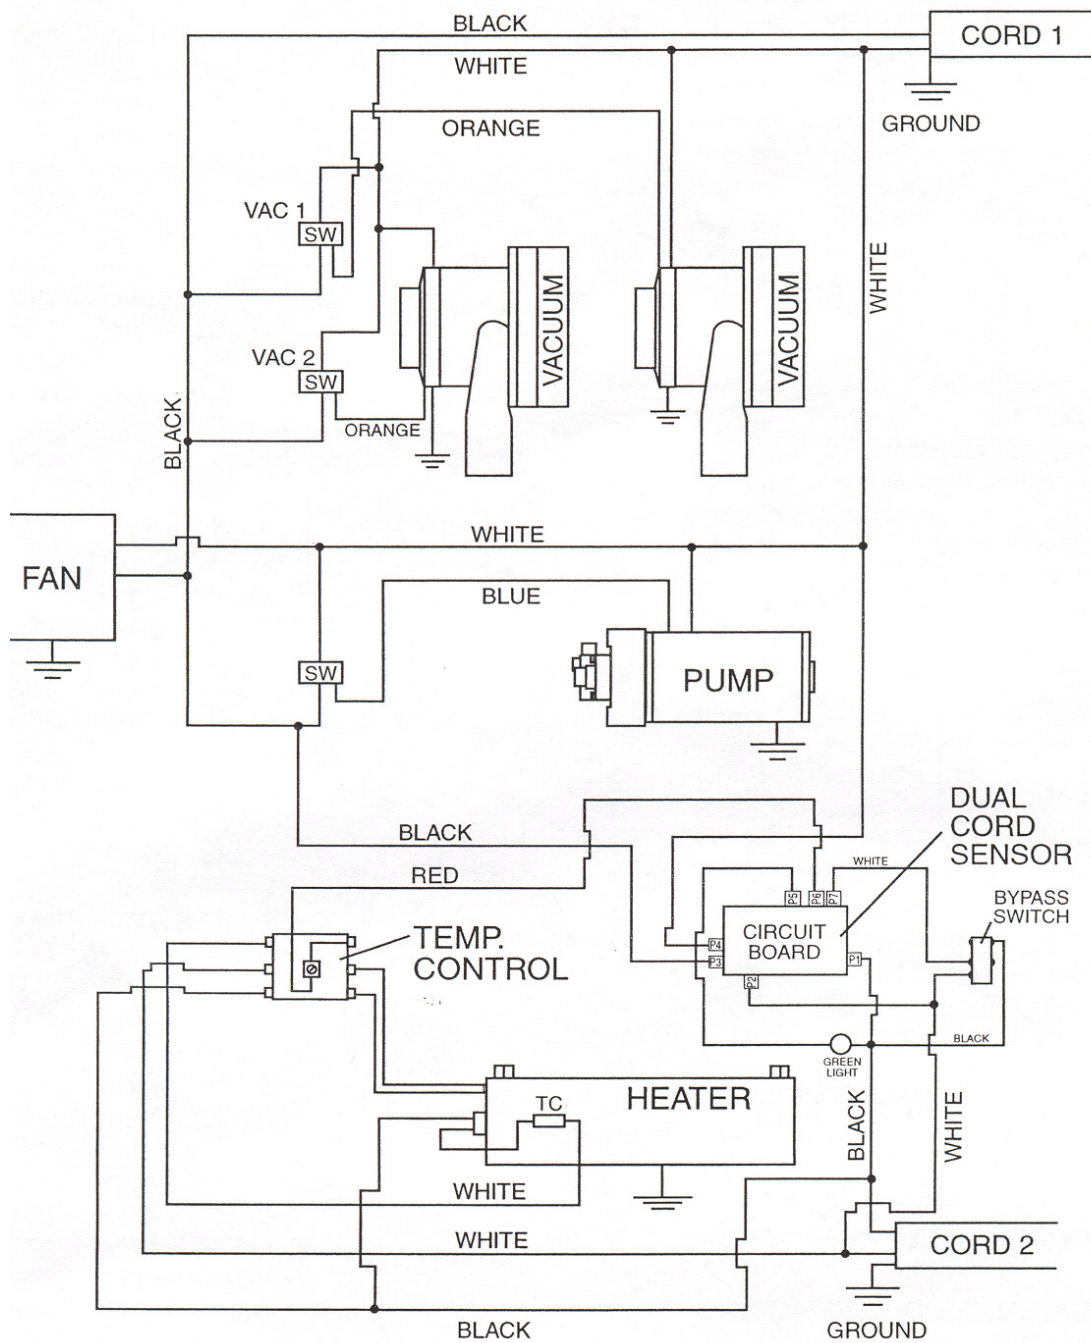 BLACK
CORD 1
WHITE
GROUND
ORANGE
VAC 1
SW
WHITE
VACUUM
VACUUM
VAC 2
SW
ORANGE
BLACK
WHITE
FAN
BLUE
SW
PUMP
DUAL
CORD
SENSOR
BLACK
WHITE
RED
BYPASS
SWITCH
P5
P6
P7
CIRCUIT
BOARD
P4
P3
P1
P2
TEMP.
CONTROL
BLACK
GREEN
LIGHT
HEATER
TC
BLACK
WHITE
WHITE
WHITE
CORD 2
BLACK
GROUND